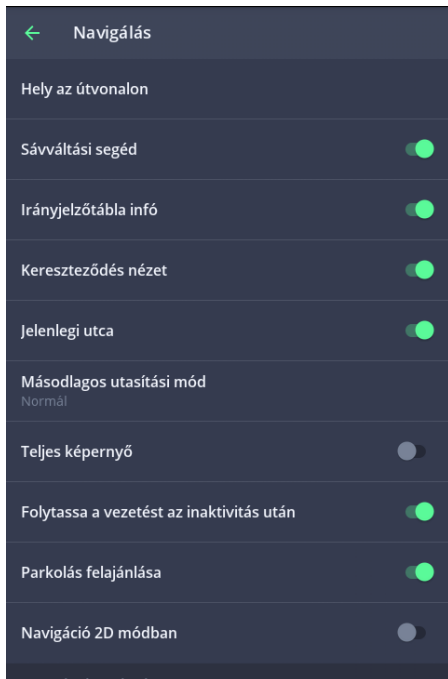 Navigálás
Hely az útvonalon
Sávváltási segéd
Irányjelzőtábla infó
Kereszteződés nézet
Jelenlegi utca
Másodlagos utasítási mód
Normál
Teljes képernyő
Folytassa a vezetést az inaktivitás után
Parkolás felajánlása
Navigáció 2D módban